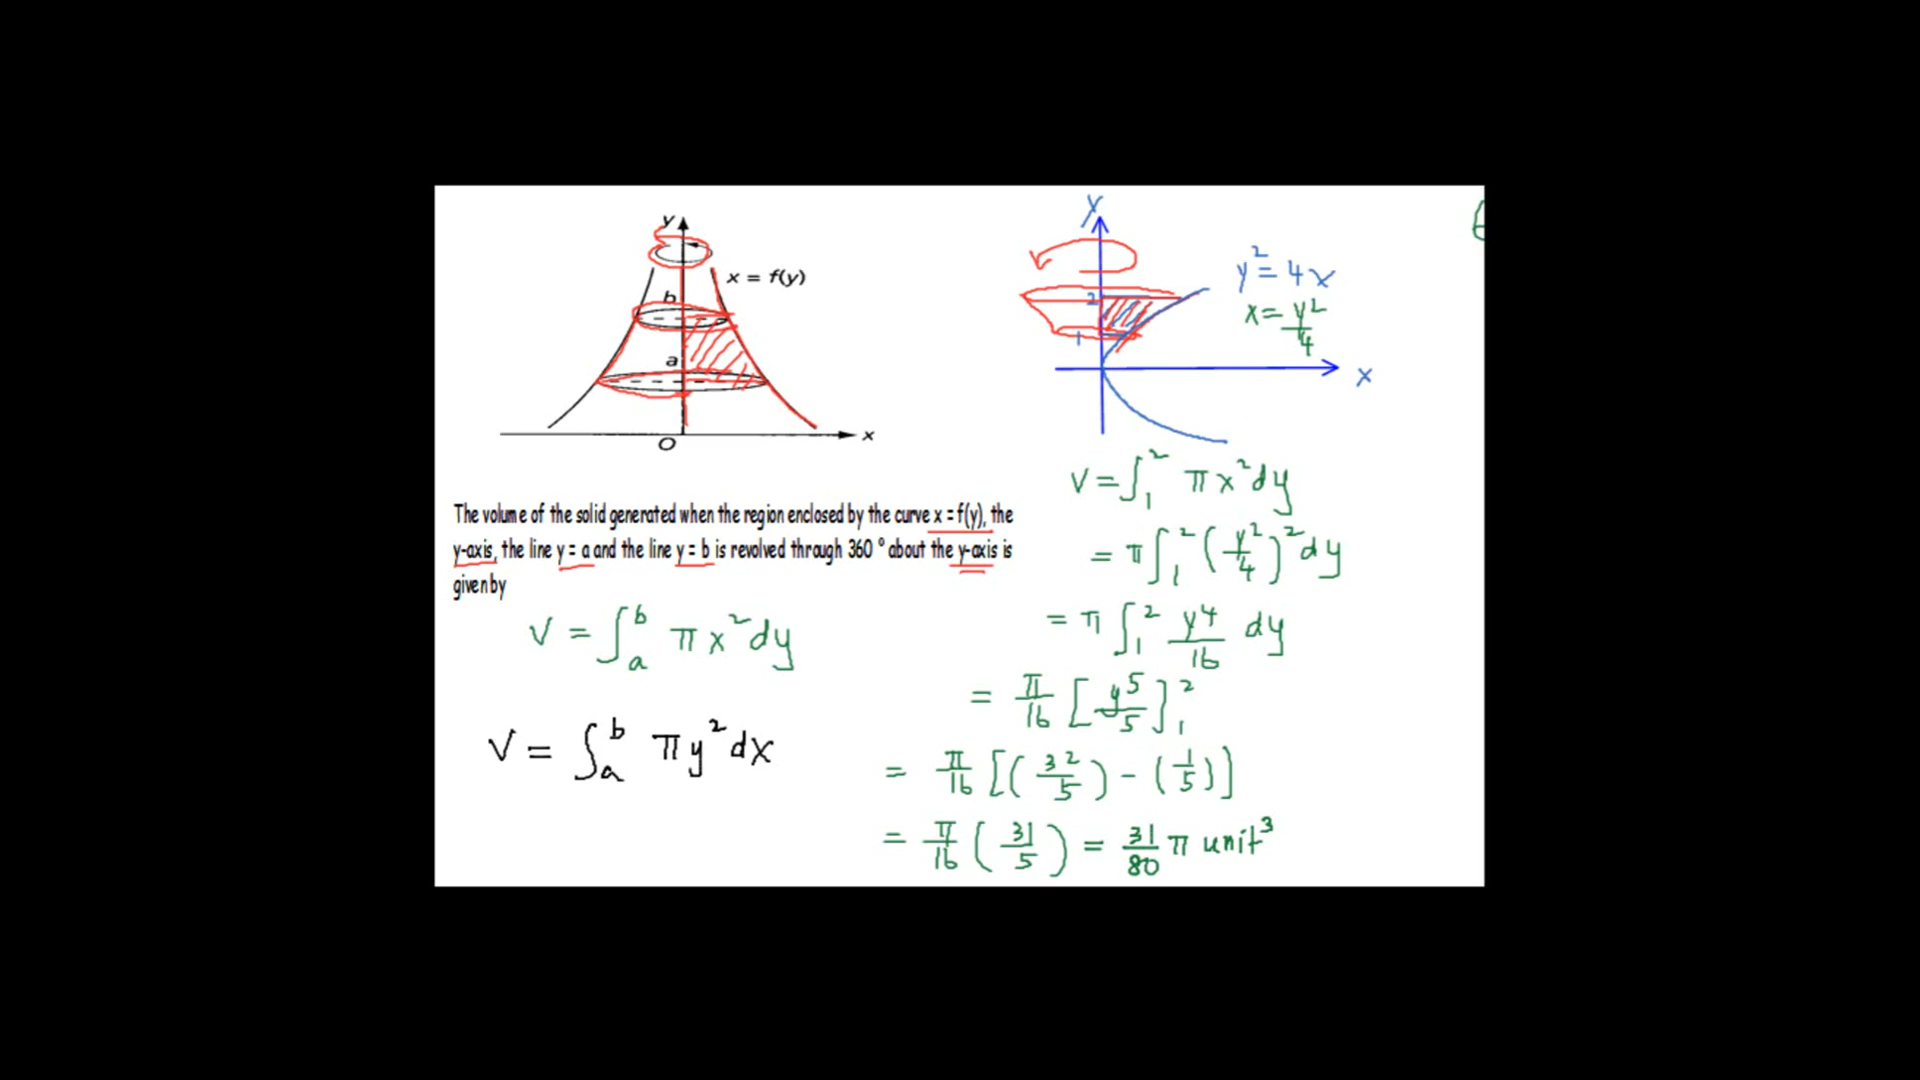 y
x = f(y)
b
a
O
x
The volume of the solid generated when the region enclosed by the curve x = f(y), the
y-axis, the line y = a and the line y = b is revolved through 360 ° about the y-axis is
given by
V = ∫ₐᵇ πx²dy
V = ∫ₐᵇ πy²dx
y
2
1
x
y² = 4x
x = y²/4
V = ∫₁² πx²dy
= π∫₁² (y²/4)² dy
= π ∫₁² y⁴/16 dy
= π/16 [y⁵/5]₁²
= π/16 [(32/5) - (1/5)]
= π/16 (31/5) = 31/80 π unit³